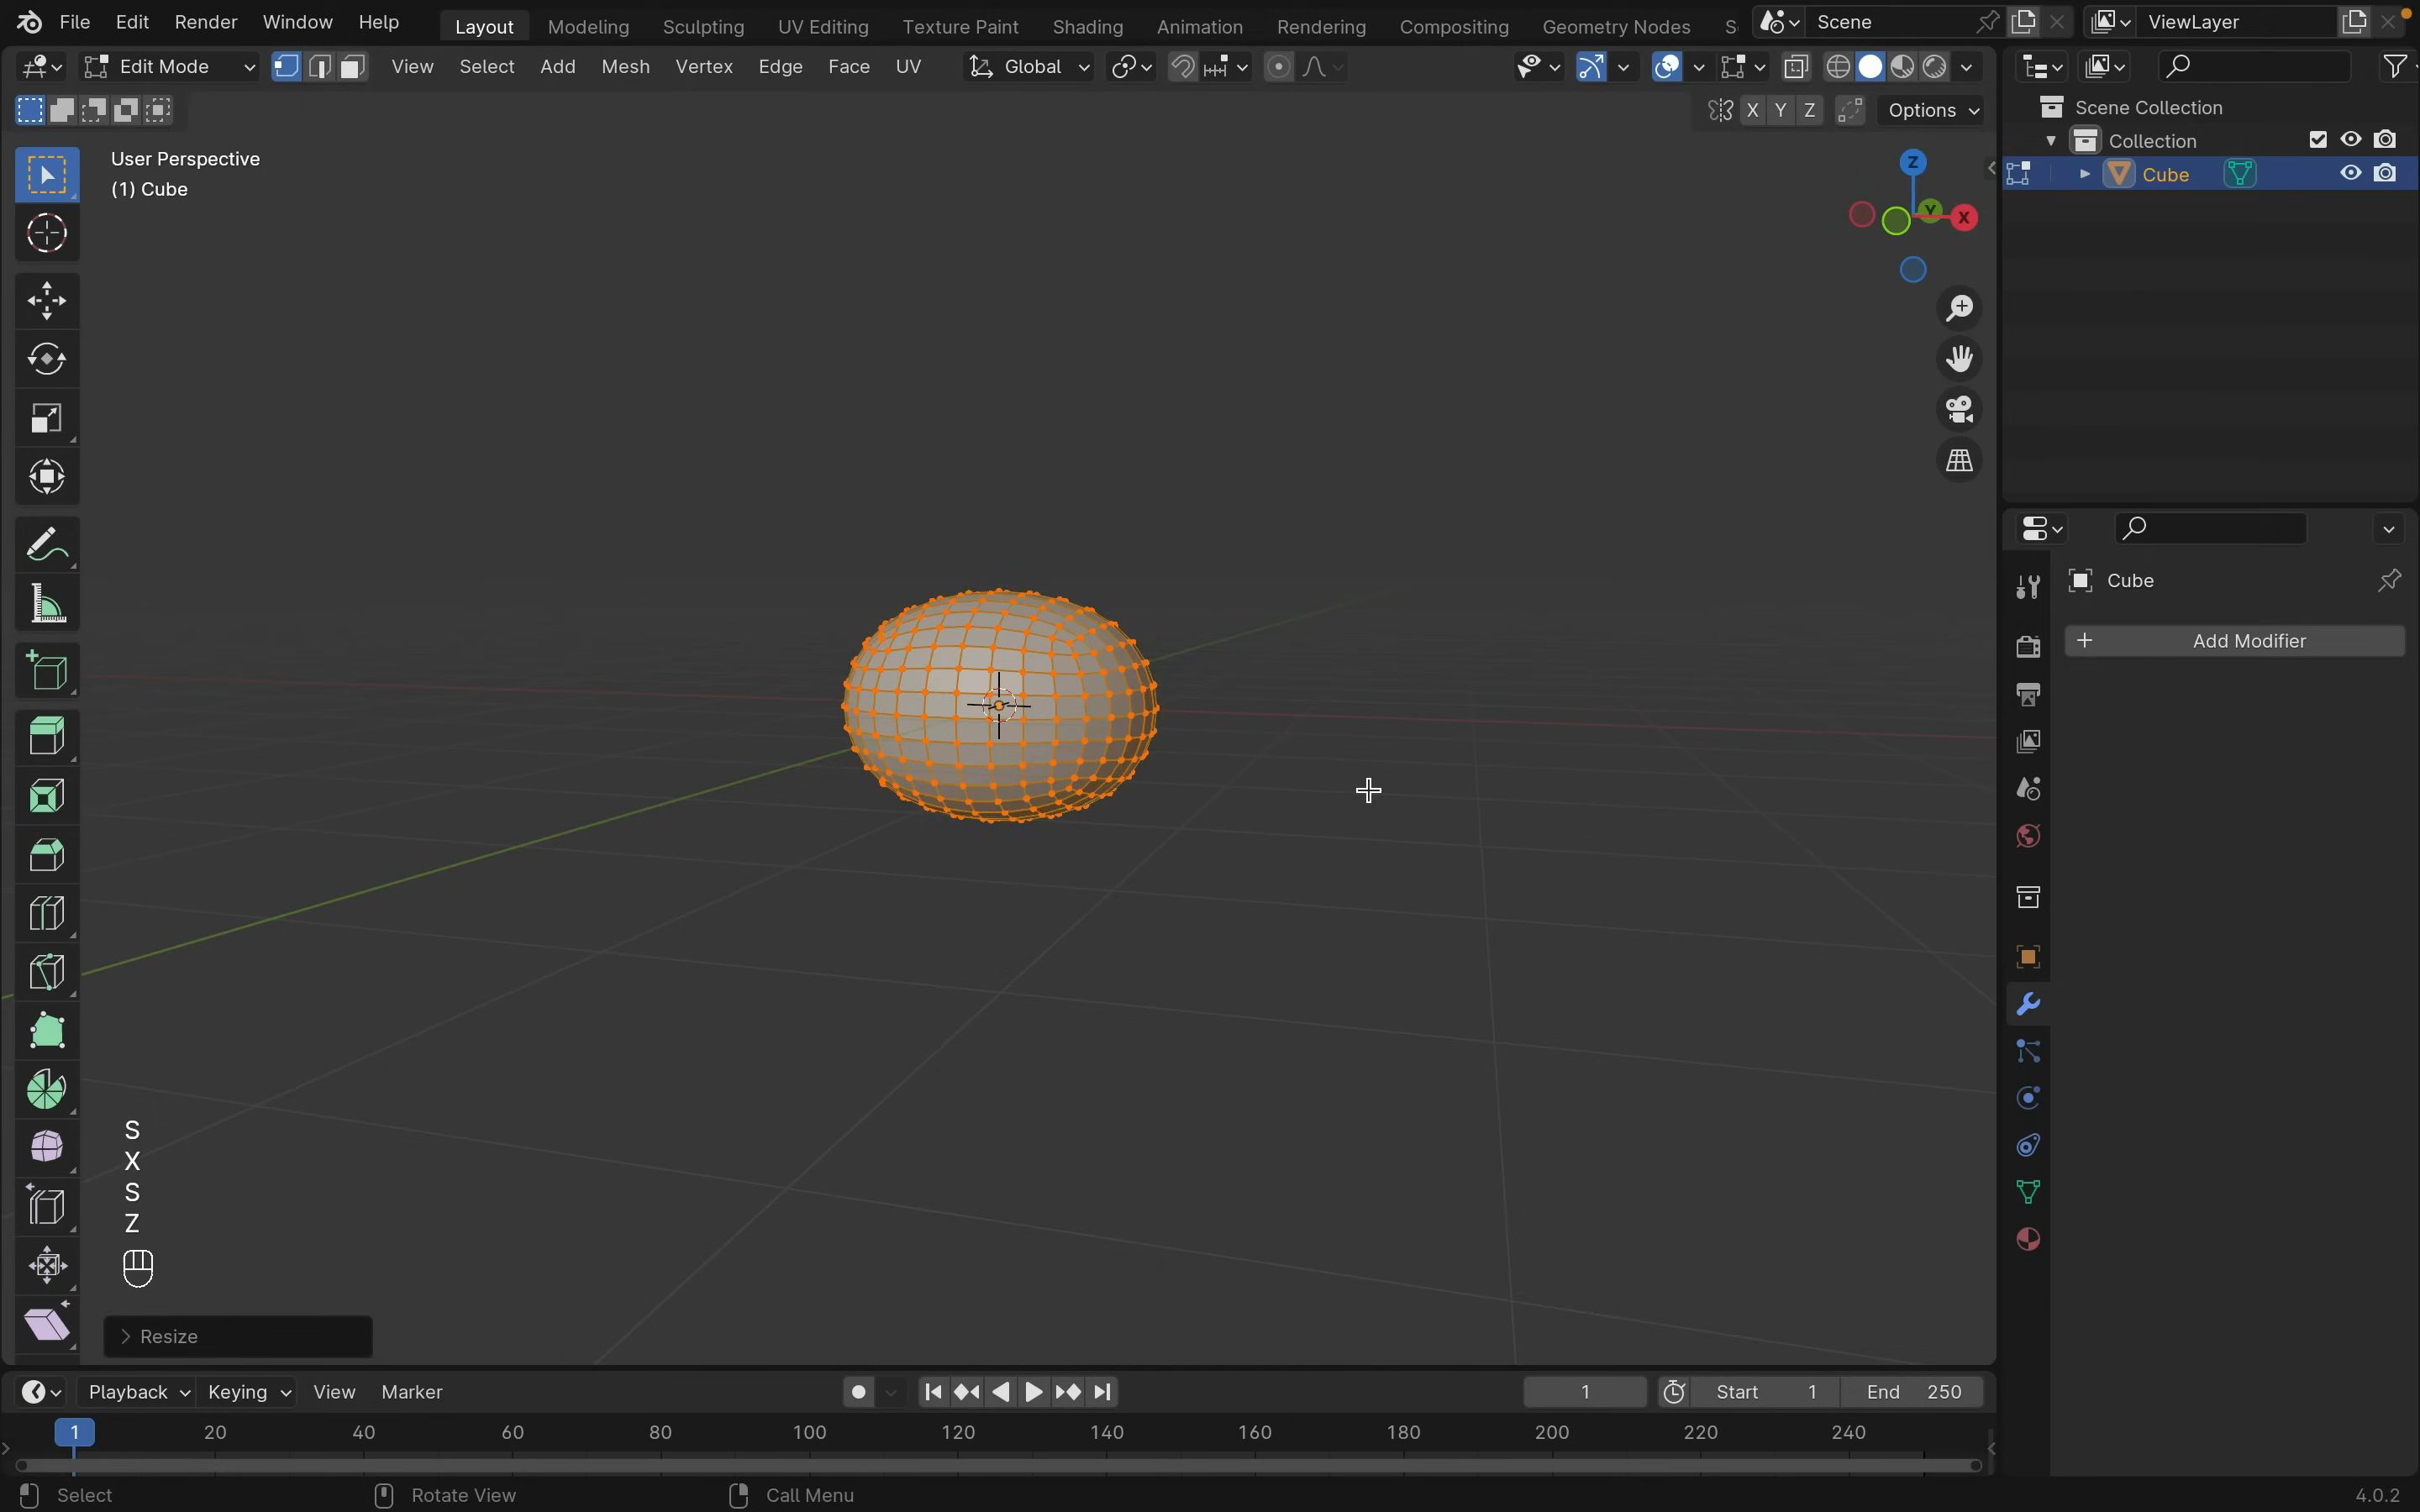 File Edit Render Window Help Layout Modeling Sculpting UV Editing Texture Paint Shading Animation Rendering Compositing Geometry Nodes Scene ViewLayer
Edit Mode View Select Add Mesh Vertex Edge Face UV Global
X Y Z Options
User Perspective
(1) Cube
Z
Y
X
Scene Collection
Collection
Cube
Cube
+ Add Modifier
S
X
S
Z
> Resize
Playback Keying View Marker 1 Start 1 End 250
1 20 40 60 80 100 120 140 160 180 200 220 240
Select Rotate View Call Menu 4.0.2